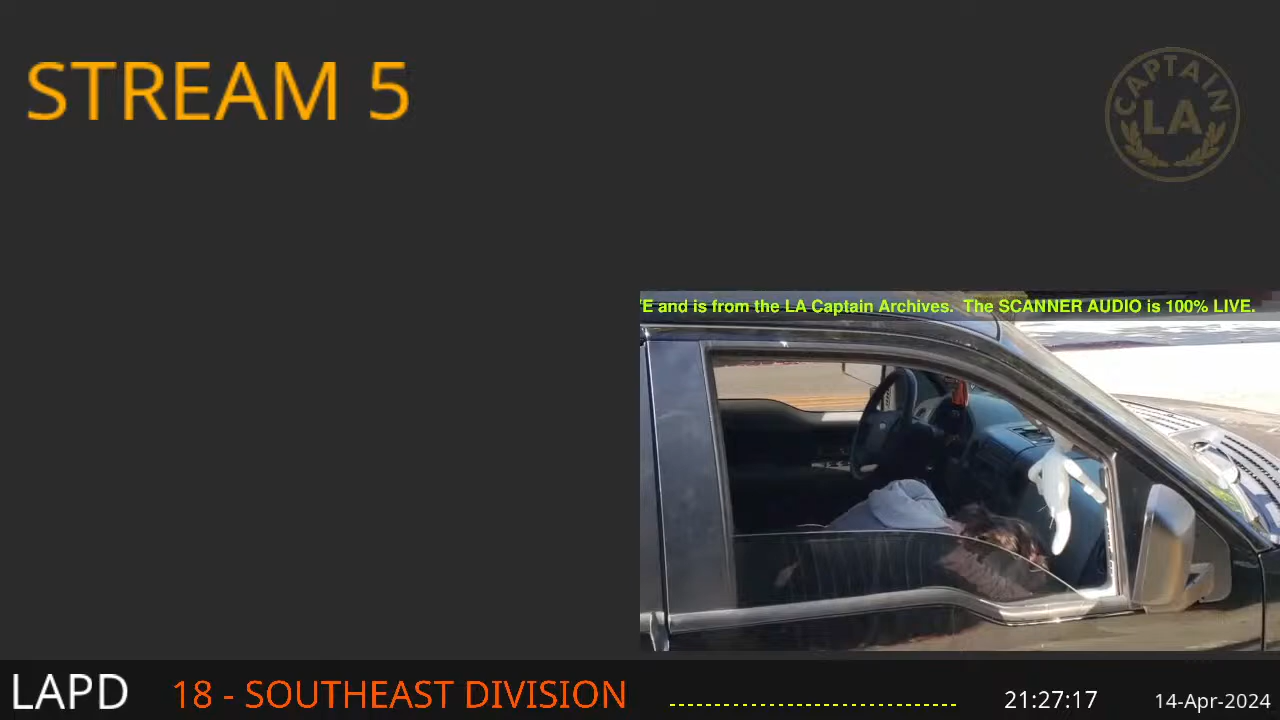 STREAM 5
CAPTAIN
LA
E and is from the LA Captain Archives. The SCANNER AUDIO is 100% LIVE.
LAPD
18 - SOUTHEAST DIVISION
21:27:17
14-Apr-2024